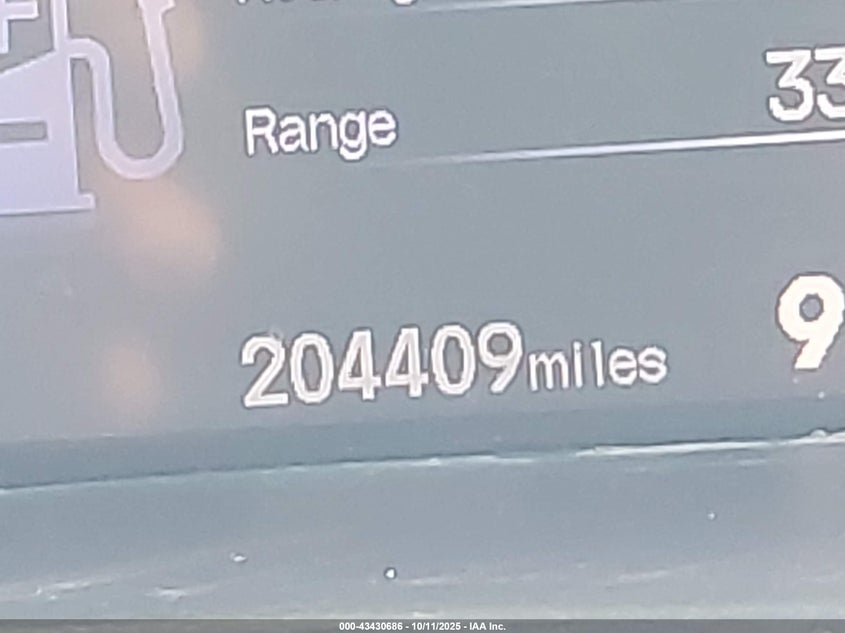 Range 33
204409miles 9
000-43430686 - 10/11/2025 - IAA Inc.